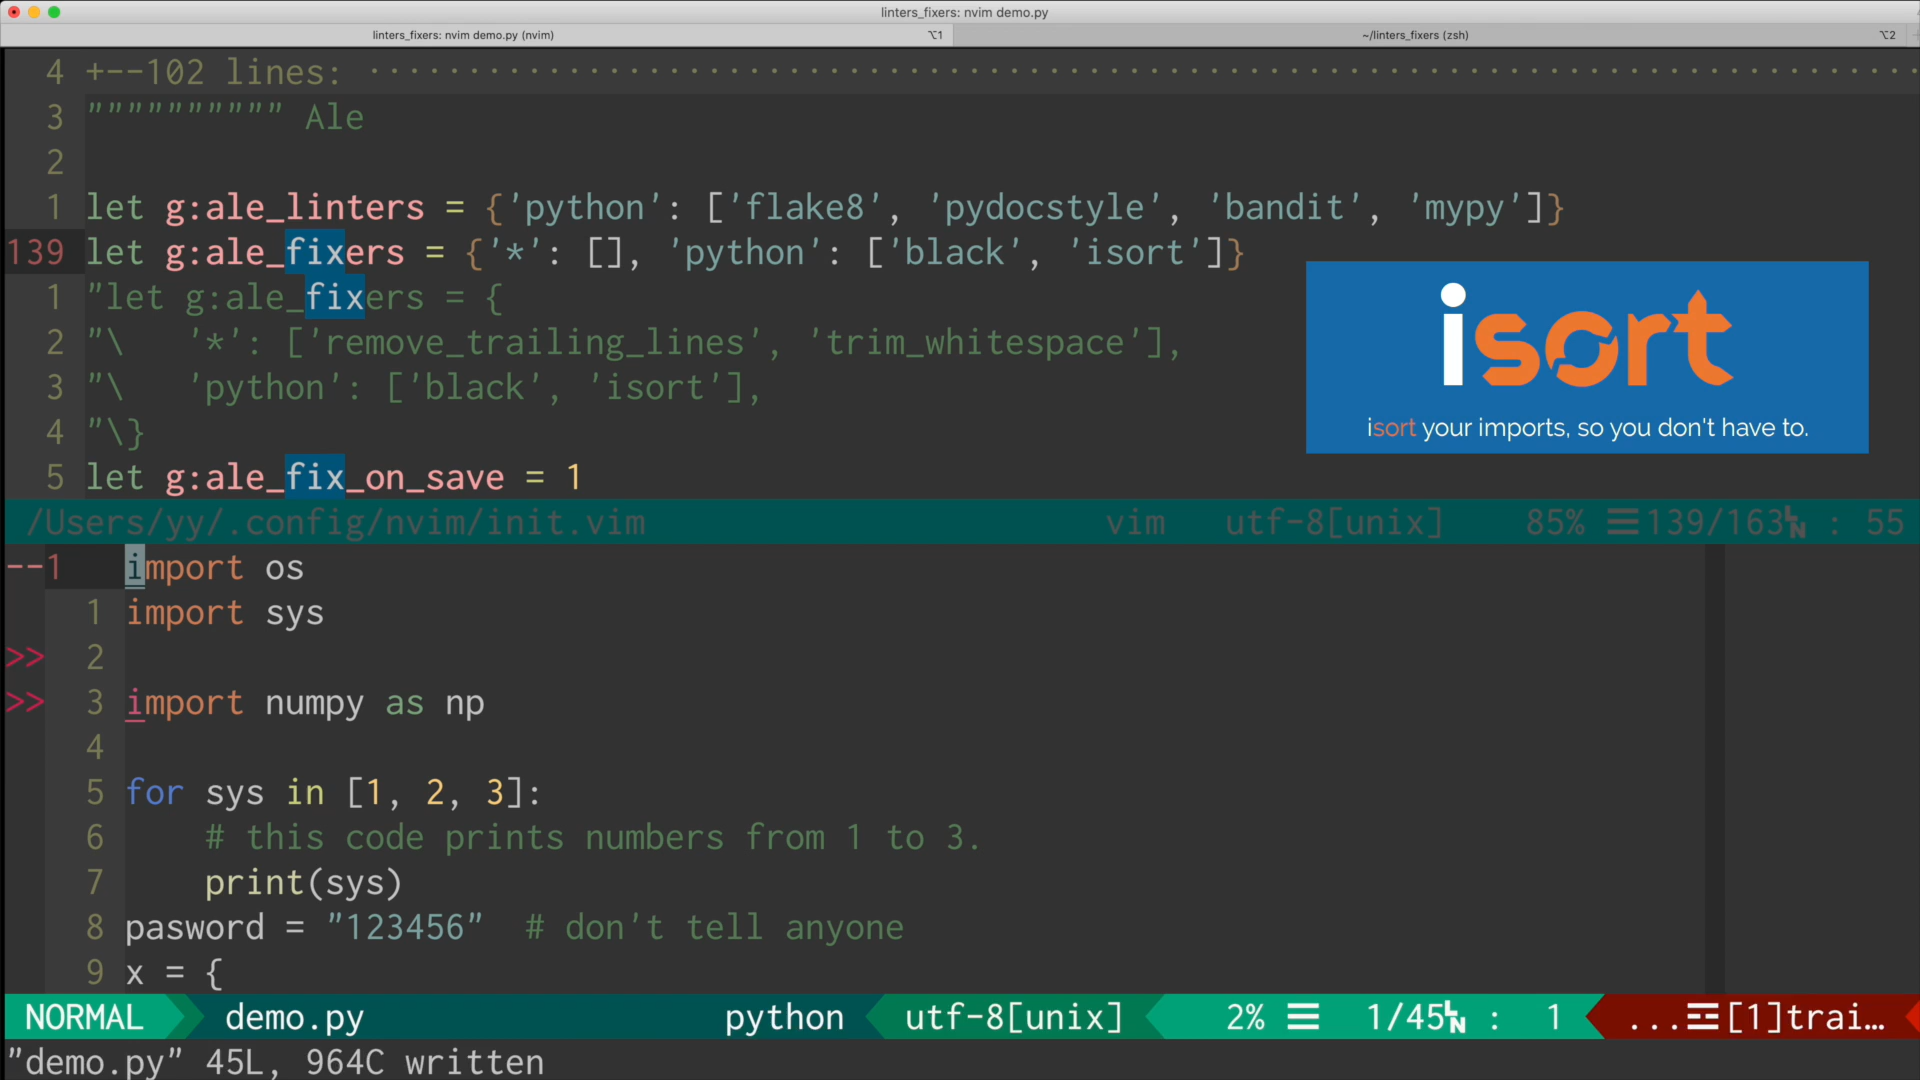 linters_fixers: nvim demo.py
linters_fixers: nvim demo.py (nvim) ⌥1 ~/linters_fixers (zsh) ⌥2
4 +--102 lines: ··············································································
3 """""""""" Ale
2
1 let g:ale_linters = {'python': ['flake8', 'pydocstyle', 'bandit', 'mypy']}
139 let g:ale_fixers = {'*': [], 'python': ['black', 'isort']}
1 "let g:ale_fixers = {
2 "\   '*': ['remove_trailing_lines', 'trim_whitespace'],
3 "\   'python': ['black', 'isort'],
4 "\}
5 let g:ale_fix_on_save = 1
isort
isort your imports, so you don't have to.
/Users/yy/.config/nvim/init.vim vim utf-8[unix] 85% ☰139/163␤ : 55
--1 import os
1 import sys
>> 2
>> 3 import numpy as np
4
5 for sys in [1, 2, 3]:
6     # this code prints numbers from 1 to 3.
7     print(sys)
8 pasword = "123456"  # don't tell anyone
9 x = {
NORMAL demo.py python utf-8[unix] 2% ☰ 1/45␤ : 1 ...☲[1]trai…
"demo.py" 45L, 964C written